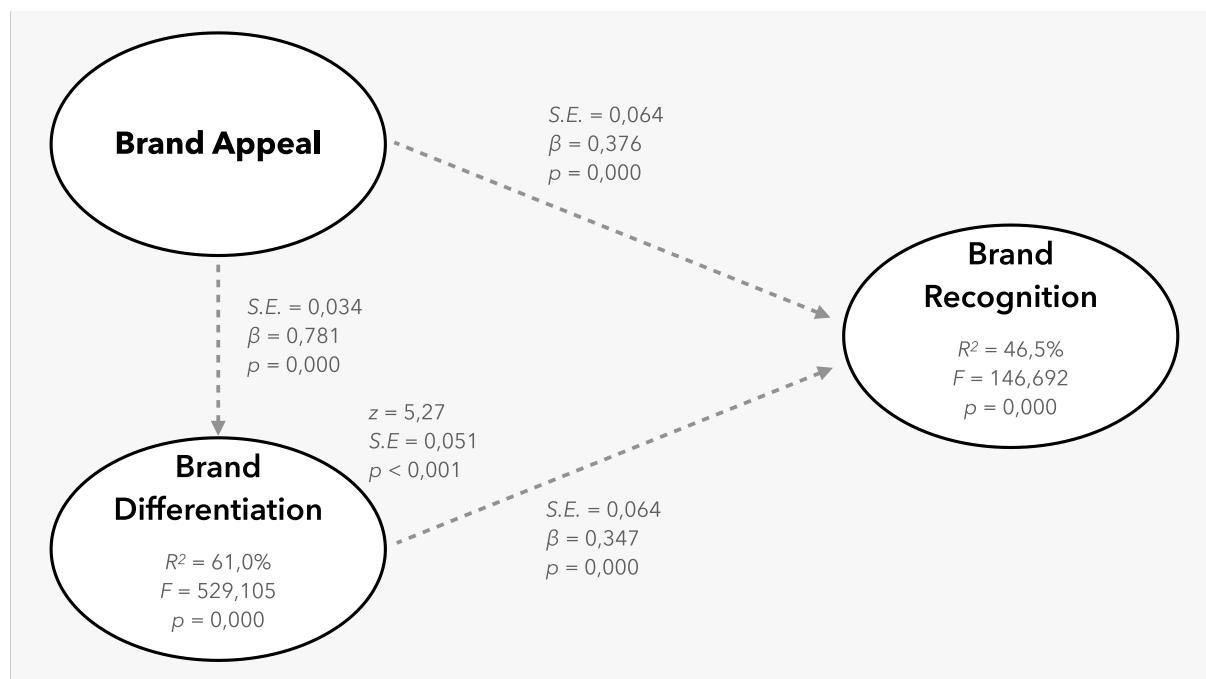 Brand Appeal
S.E. = 0,064
β = 0,376
p = 0,000
Brand
Recognition
R² = 46,5%
F = 146,692
p = 0,000
S.E. = 0,034
β = 0,781
p = 0,000
z = 5,27
S.E = 0,051
p < 0,001
Brand
Differentiation
R² = 61,0%
F = 529,105
p = 0,000
S.E. = 0,064
β = 0,347
p = 0,000